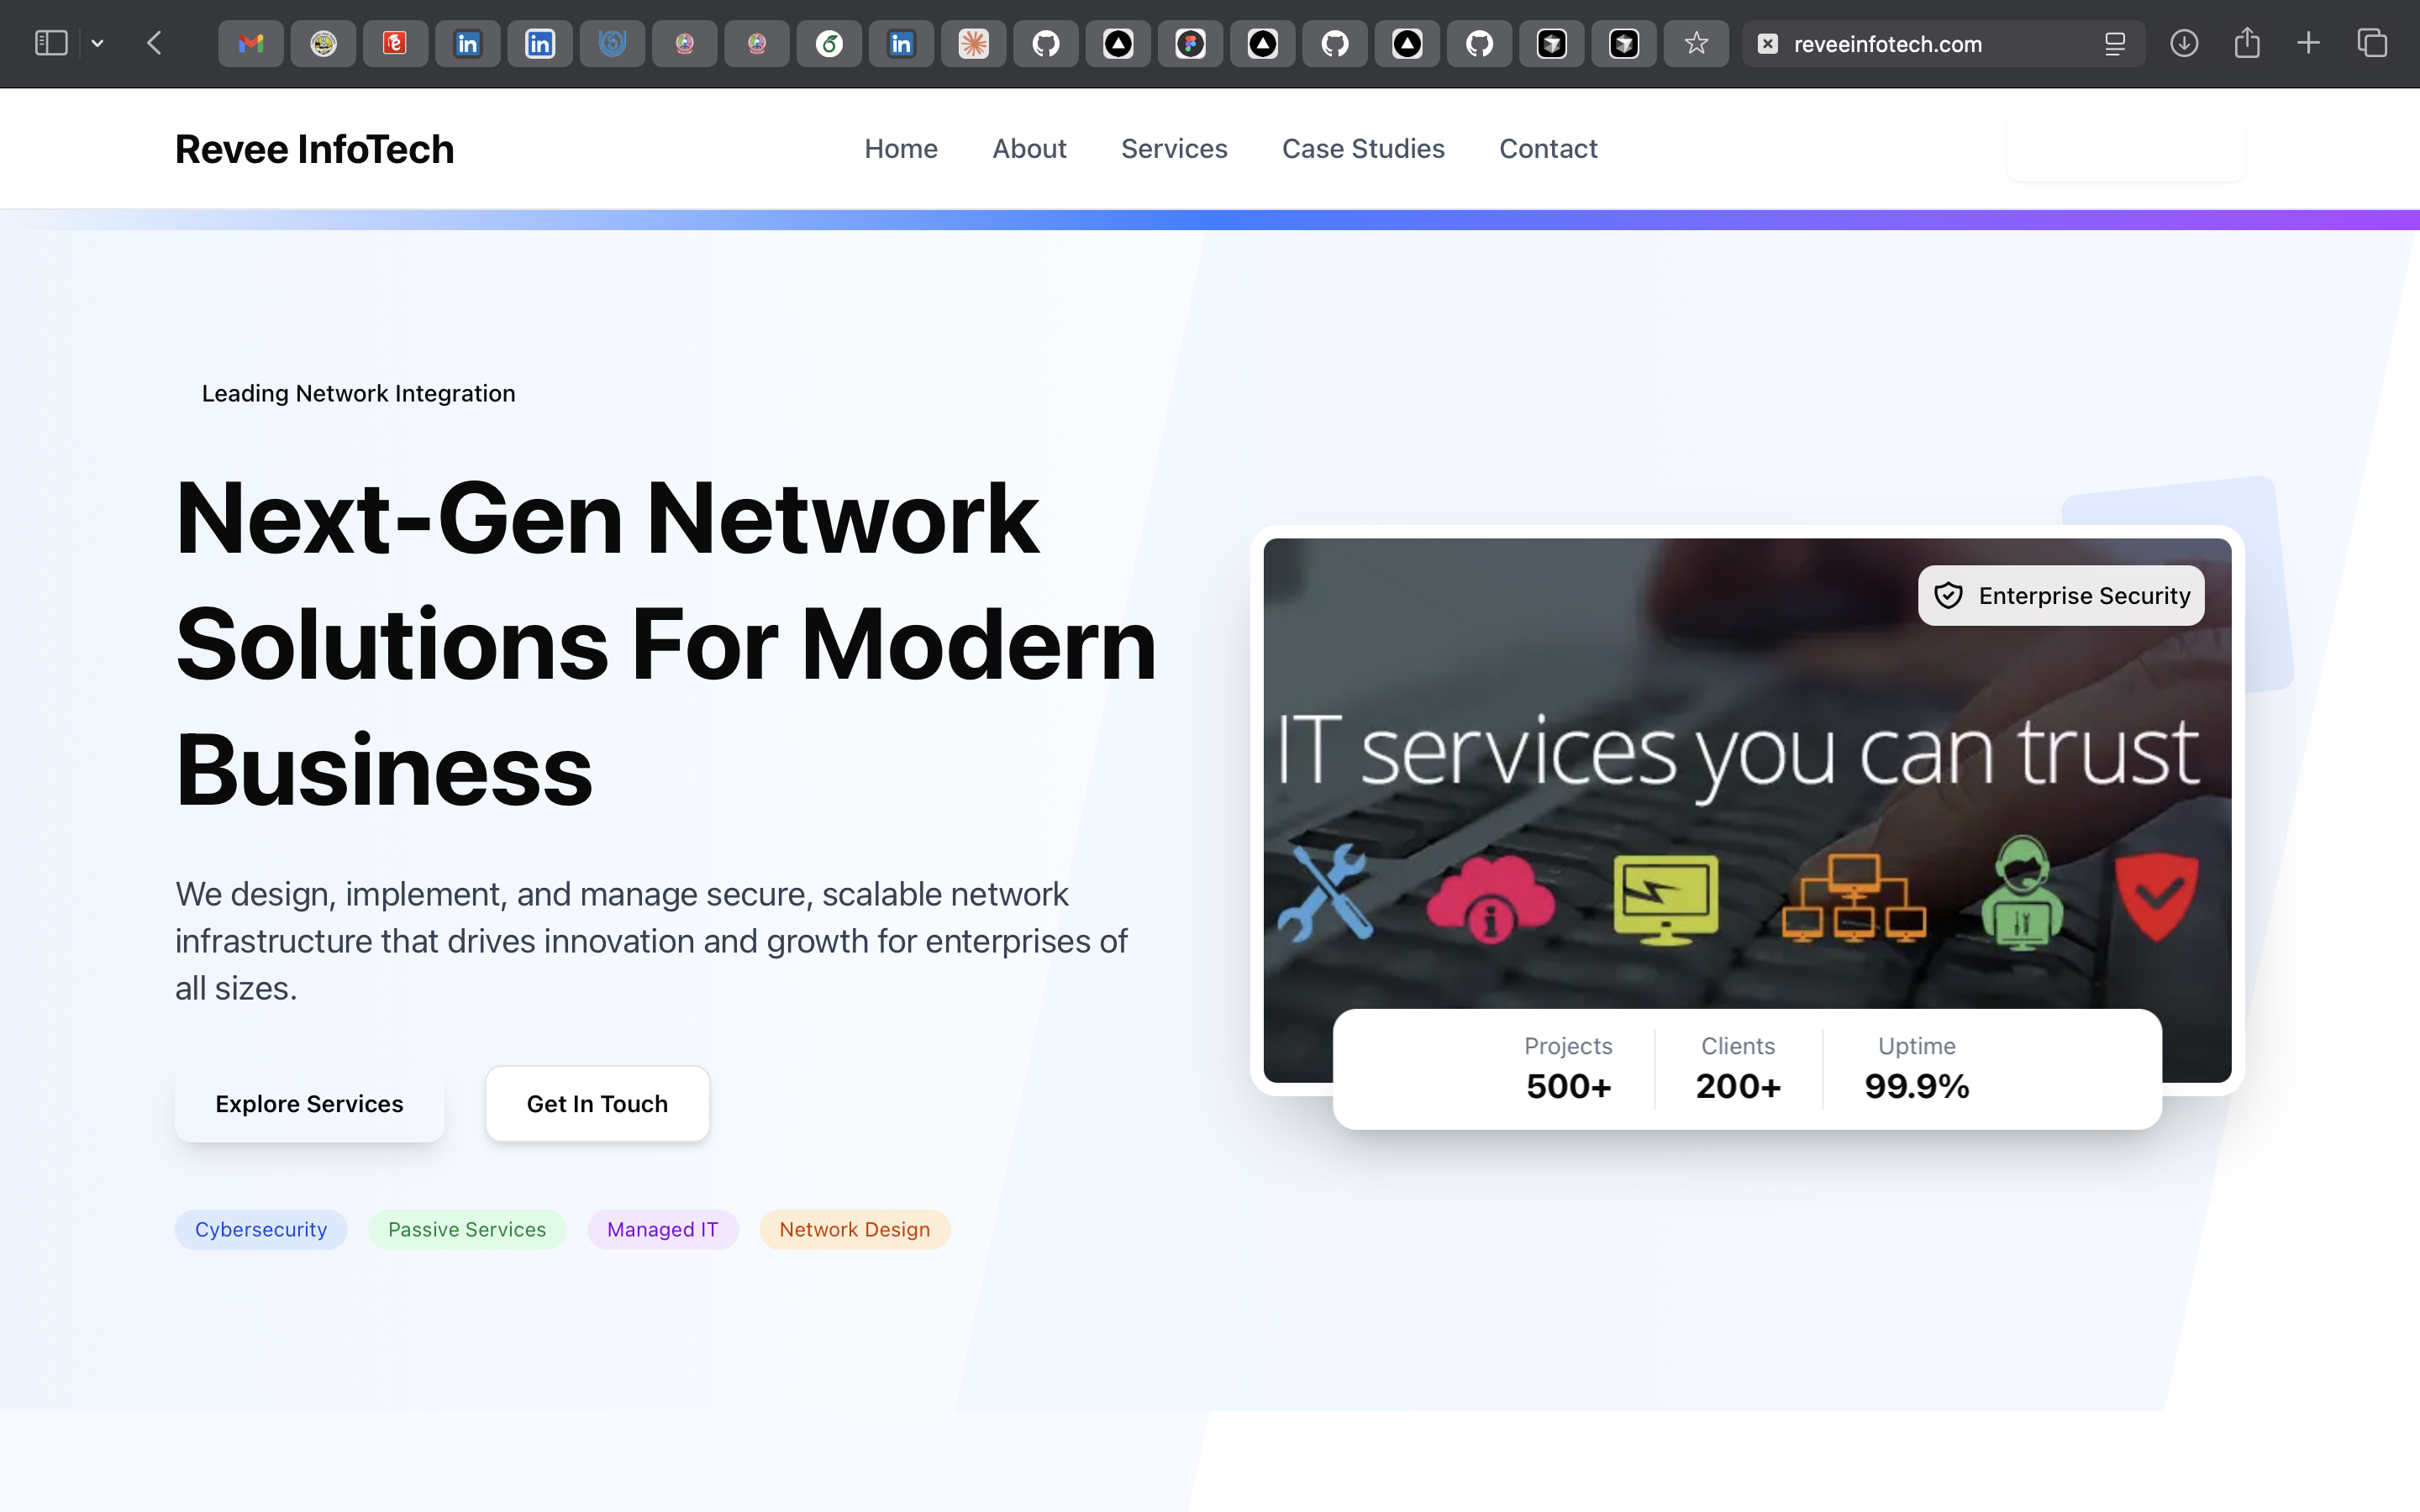 reveeinfotech.com
Revee InfoTech
Home About Services Case Studies Contact
Leading Network Integration
Next-Gen Network
Solutions For Modern
Business
We design, implement, and manage secure, scalable network
infrastructure that drives innovation and growth for enterprises of
all sizes.
Explore Services Get In Touch
Cybersecurity Passive Services Managed IT Network Design
Enterprise Security
IT services you can trust
Projects Clients Uptime
500+ 200+ 99.9%